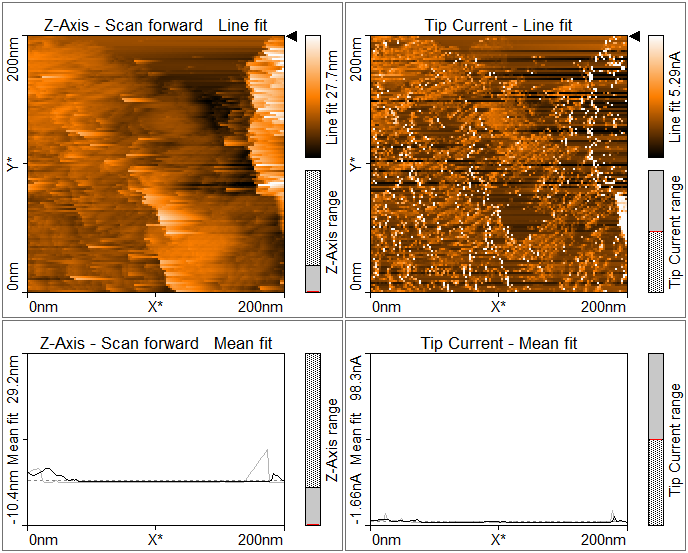 Z-Axis - Scan forward Line fit
200nm
Y*
0nm
0nm X* 200nm
Line fit 27.7nm
Z-Axis range
Tip Current - Line fit
200nm
Y*
0nm
0nm X* 200nm
Line fit 5.29nA
Tip Current range
Z-Axis - Scan forward Mean fit
-10.4nm Mean fit 29.2nm
0nm X* 200nm
Z-Axis range
Tip Current - Mean fit
-1.66nA Mean fit 98.3nA
0nm X* 200nm
Tip Current range